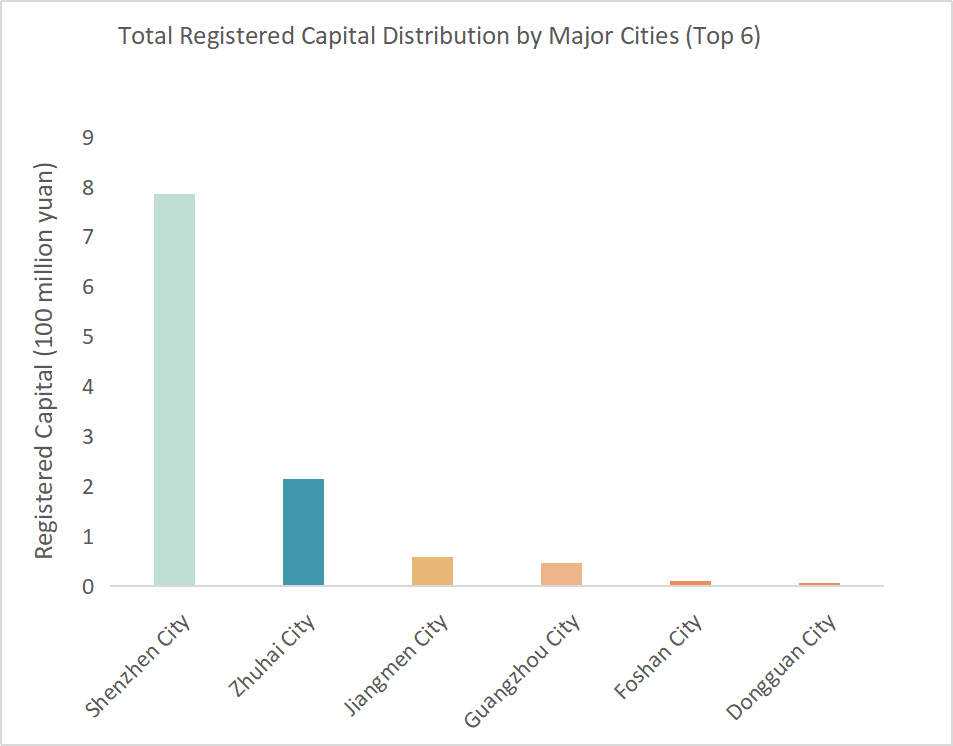 Total Registered Capital Distribution by Major Cities (Top 6)
Registered Capital (100 million yuan)
9
8
7
6
5
4
3
2
1
0
Shenzhen City
Zhuhai City
Jiangmen City
Guangzhou City
Foshan City
Dongguan City